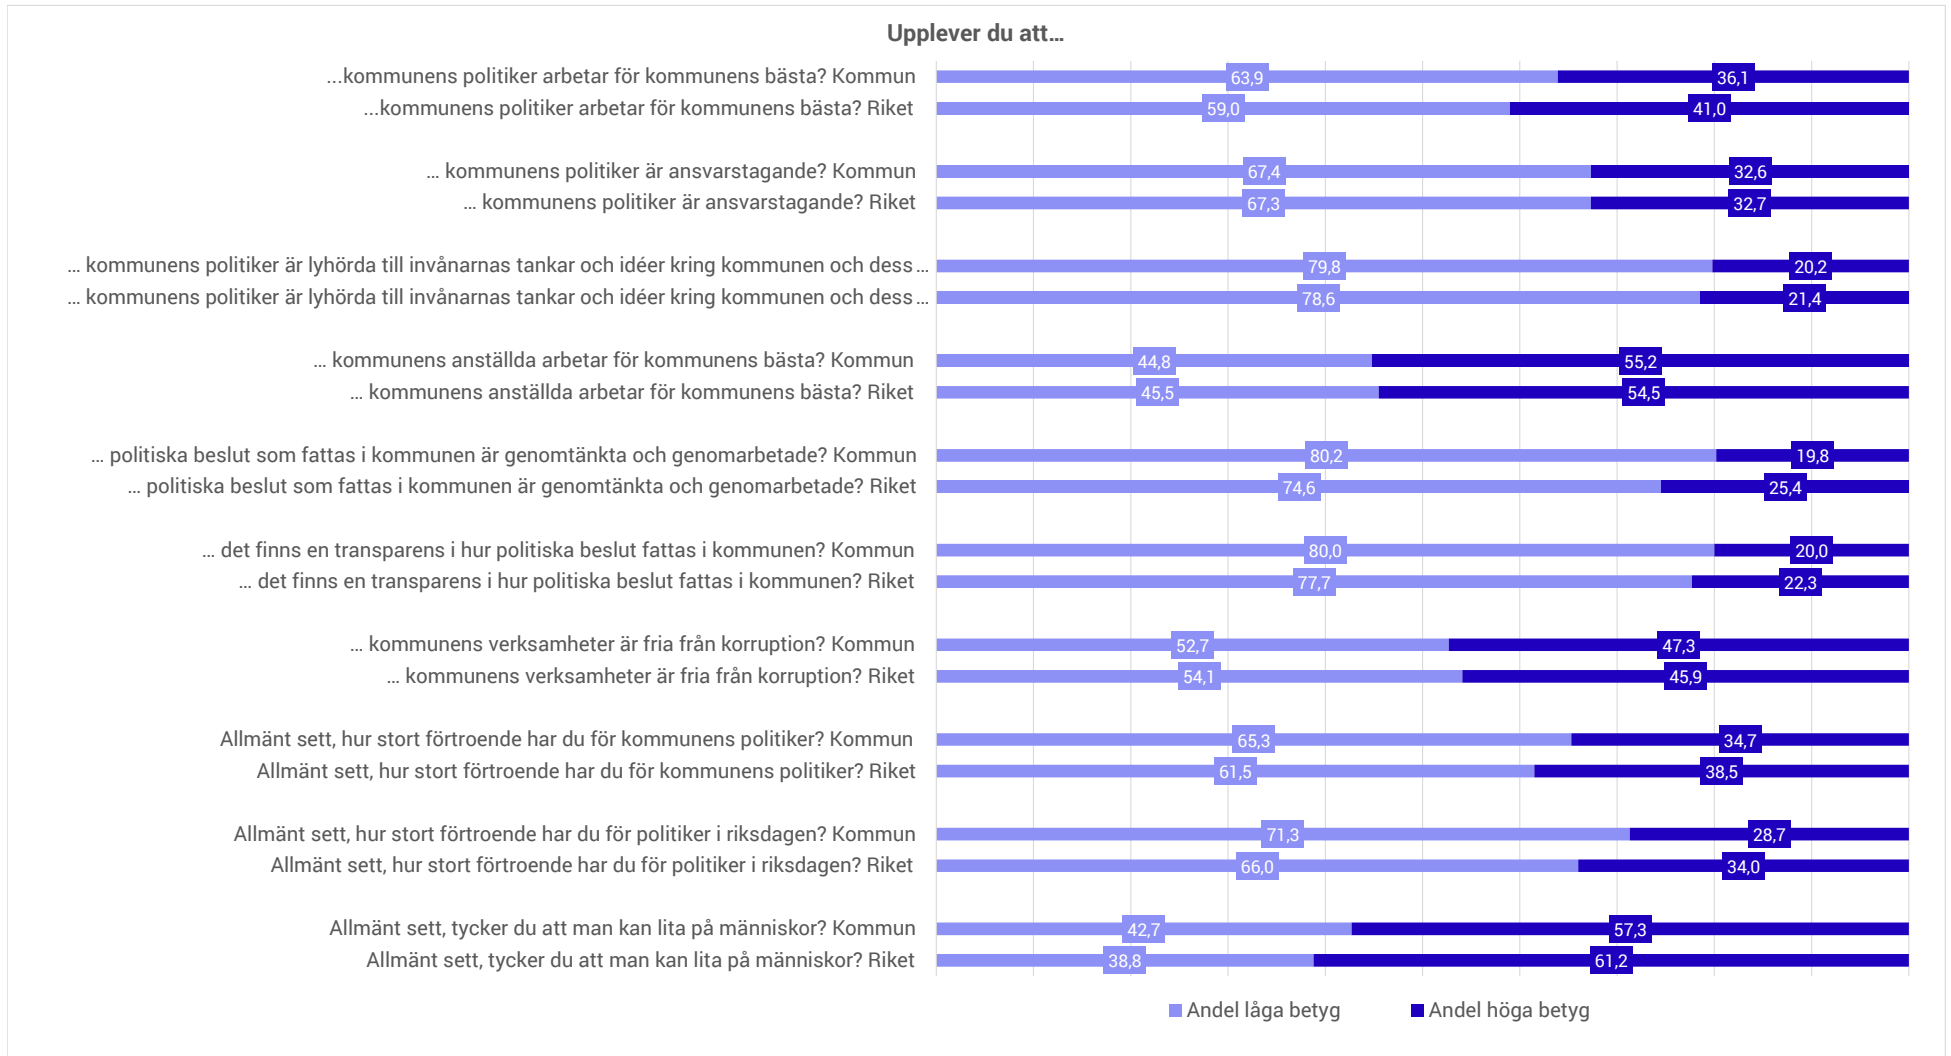 Upplever du att…
...kommunens politiker arbetar för kommunens bästa? Kommun 63,9 36,1
...kommunens politiker arbetar för kommunens bästa? Riket 59,0 41,0
… kommunens politiker är ansvarstagande? Kommun 67,4 32,6
… kommunens politiker är ansvarstagande? Riket 67,3 32,7
… kommunens politiker är lyhörda till invånarnas tankar och idéer kring kommunen och dess … 79,8 20,2
… kommunens politiker är lyhörda till invånarnas tankar och idéer kring kommunen och dess … 78,6 21,4
… kommunens anställda arbetar för kommunens bästa? Kommun 44,8 55,2
… kommunens anställda arbetar för kommunens bästa? Riket 45,5 54,5
… politiska beslut som fattas i kommunen är genomtänkta och genomarbetade? Kommun 80,2 19,8
… politiska beslut som fattas i kommunen är genomtänkta och genomarbetade? Riket 74,6 25,4
… det finns en transparens i hur politiska beslut fattas i kommunen? Kommun 80,0 20,0
… det finns en transparens i hur politiska beslut fattas i kommunen? Riket 77,7 22,3
… kommunens verksamheter är fria från korruption? Kommun 52,7 47,3
… kommunens verksamheter är fria från korruption? Riket 54,1 45,9
Allmänt sett, hur stort förtroende har du för kommunens politiker? Kommun 65,3 34,7
Allmänt sett, hur stort förtroende har du för kommunens politiker? Riket 61,5 38,5
Allmänt sett, hur stort förtroende har du för politiker i riksdagen? Kommun 71,3 28,7
Allmänt sett, hur stort förtroende har du för politiker i riksdagen? Riket 66,0 34,0
Allmänt sett, tycker du att man kan lita på människor? Kommun 42,7 57,3
Allmänt sett, tycker du att man kan lita på människor? Riket 38,8 61,2
Andel låga betyg Andel höga betyg